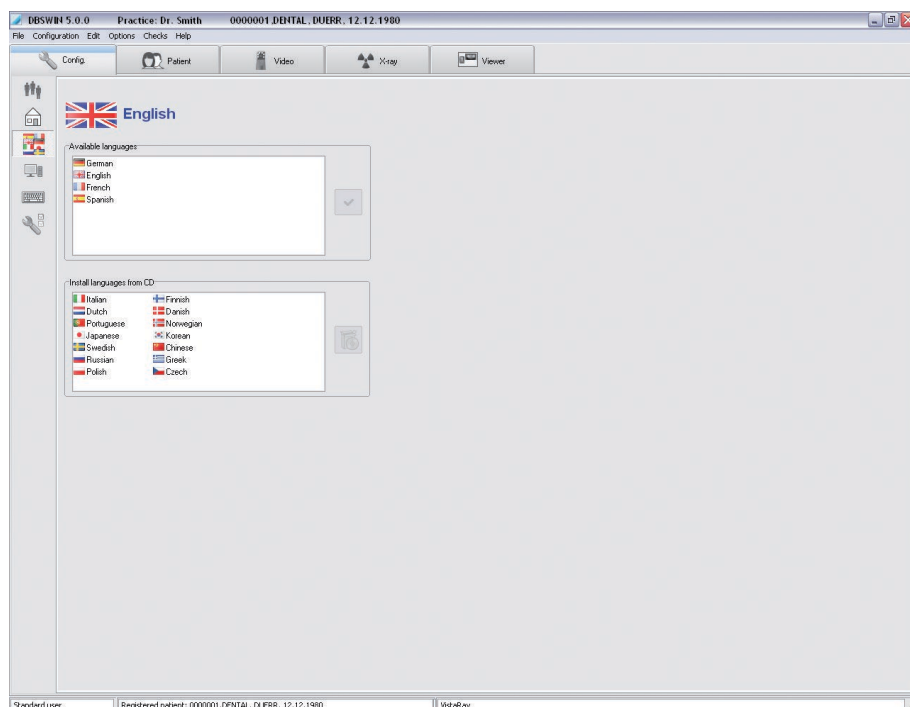 DBSWIN 5.0.0 Practice: Dr. Smith 0000001,DENTAL, DUERR, 12.12.1980
File Configuration Edit Options Checks Help
Config. Patient Video X-ray Viewer
English
Available languages
German
English
French
Spanish
Install languages from CD
Italian Finnish
Dutch Danish
Portuguese Norwegian
Japanese Korean
Swedish Chinese
Russian Greek
Polish Czech
Standard user Registered patient: 0000001,DENTAL, DUERR, 12.12.1980 VistaRay